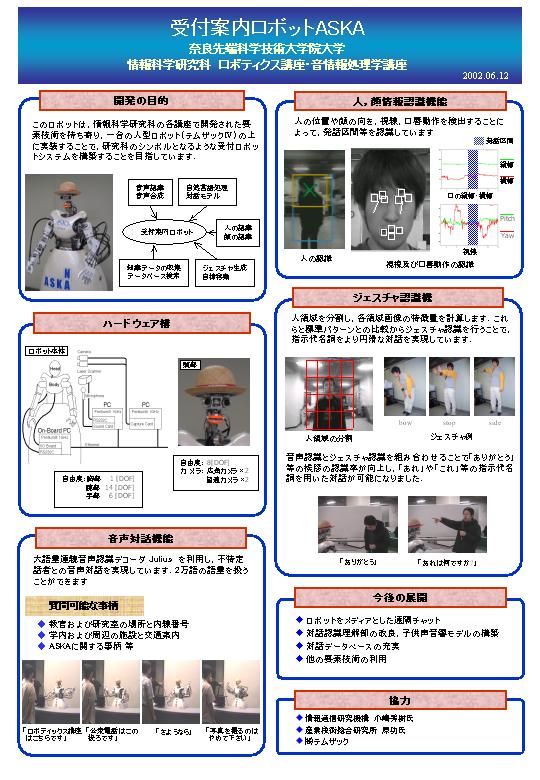 受付案内ロボットASKA
奈良先端科学技術大学院大学
情報科学研究科 ロボティクス講座・音情報処理学講座
2002.06.12
開発の目的
このロボットは，情報科学研究科の各講座で開発された要
素技術を持ち寄り，一台の人型ロボット(テムザックIV)の上
に実装することで，研究科のシンボルとなるような受付ロボッ
トシステムを構築することを目指しています．
音声認識
音声合成
自然言語処理
対話モデル
受付案内ロボット
人の認識
顔の認識
知識データの収集
データベース検索
ジェスチャ生成
自律移動
ハードウェア構
ロボット本体
Camera
Laser Scanner
Microphone
Head
Body
PC
PC
Sound Card
Capture Card
On-Board PC
Ethernet
頭部
自由度: 8[DOF]
カメラ: 広角カメラ×2
普通カメラ×2
自由度: 胸部 1 [DOF]
腕部 14 [DOF]
手部 6 [DOF]
音声対話機能
大語彙連続音声認識デコーダ Julius を利用し，不特定
話者との音声対話を実現しています．2万語の語彙を扱う
ことができます
質問可能な事柄
教官および研究室の場所と内線番号
学内および周辺の施設と交通案内
ASKAに関する事柄 等
「ロボティックス講座
はこちらです」
「公衆電話はこの
後ろです」
「さようなら」
「写真を撮るのは
やめて下さい」
人，顔情報認識機能
人の位置や顔の向き，視線，口唇動作を検出することに
よって，発話区間等を認識しています
発話区間
縦幅
横幅
口の縦幅・横幅
Pitch
Yaw
視線
人の認識
視線及び口唇動作の認識
ジェスチャ認識機
人領域を分割し，各領域画像の特徴量を計算します．これ
らと標準パターンとの比較からジェスチャ認識を行うことで，
指示代名詞をより円滑な対話を実現しています．
bow
stop
side
人領域の分割
ジェスチャ例
音声認識とジェスチャ認識を組み合わせることで「ありがとう」
等の挨拶の認識率が向上し，「あれ」や「これ」等の指示代名
詞を用いた対話が可能になりました．
「ありがとう」
「あれは何ですか？」
今後の展開
ロボットをメディアとした遠隔チャット
対話認識理解部の改良，子供声音響モデルの構築
対話データベースの充実
他の要素技術の利用
協力
情報通信研究機構 小嶋秀樹氏
産業技術総合研究所 原功氏
㈱テムザック